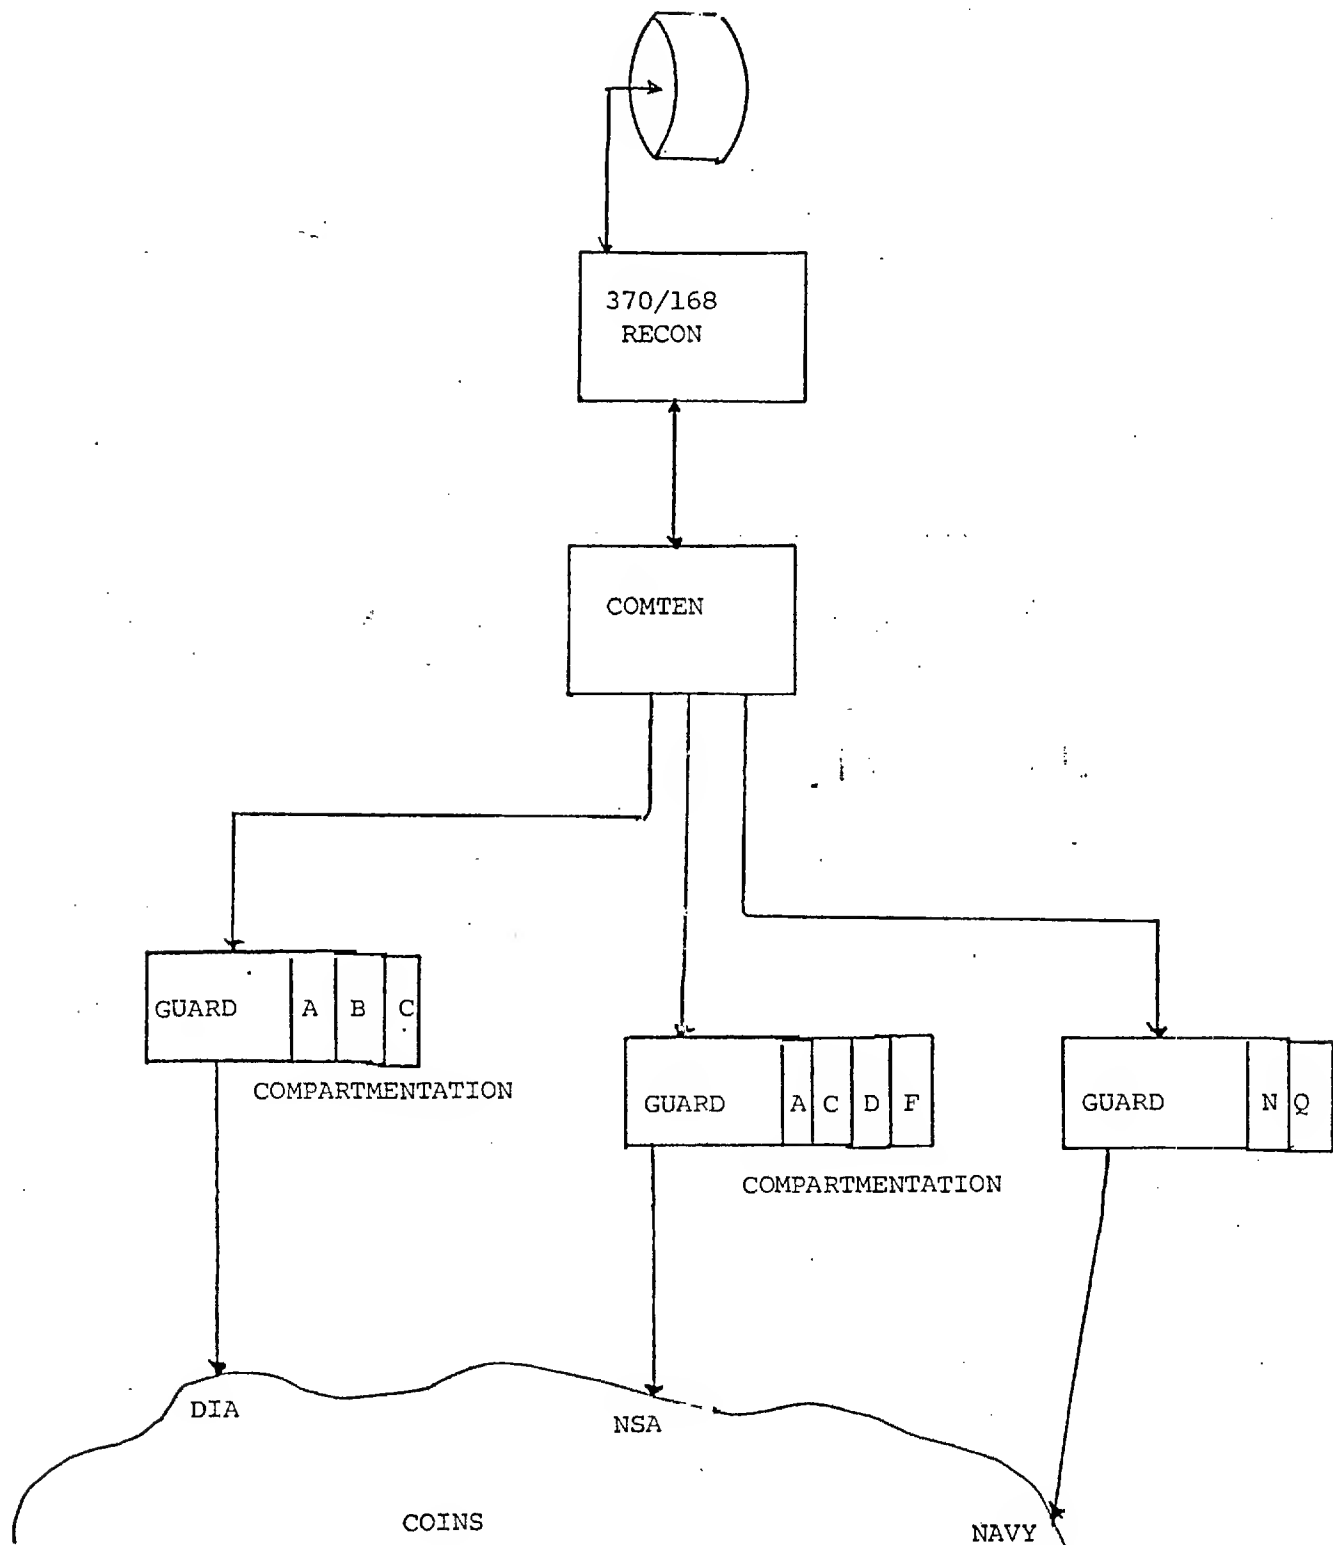 370/168
RECON
COMTEN
GUARD A B C
COMPARTMENTATION
GUARD A C D F
COMPARTMENTATION
GUARD N Q
DIA
NSA
NAVY
COINS